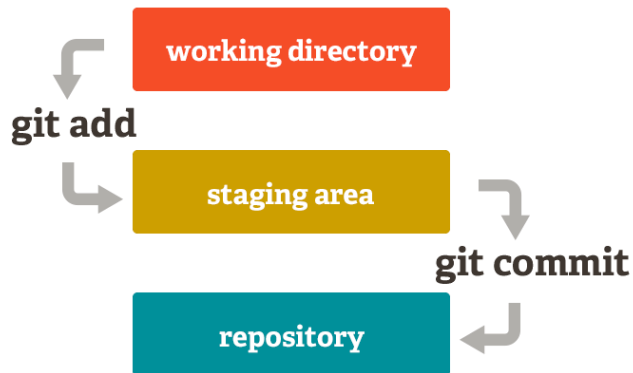 working directory
git add
staging area
git commit
repository